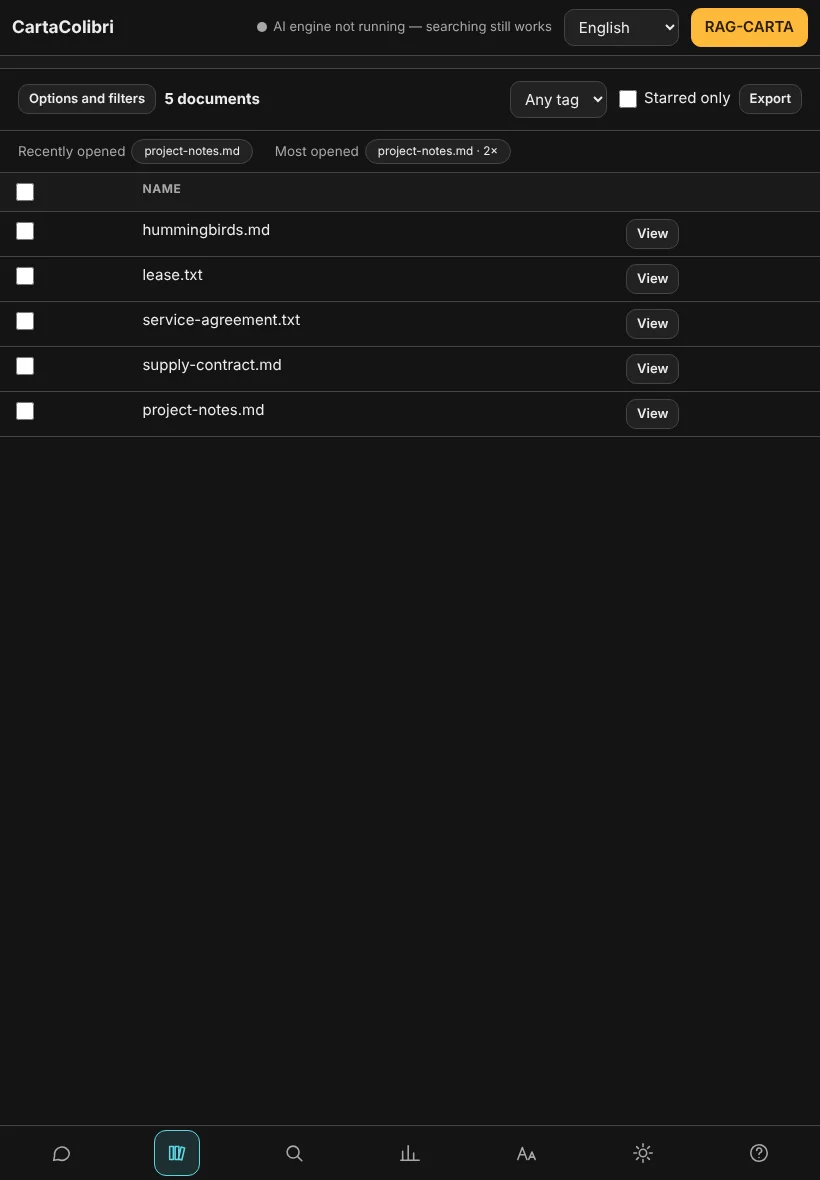 CartaColibri AI engine not running — searching still works English RAG-CARTA
Options and filters 5 documents Any tag Starred only Export
Recently opened project-notes.md Most opened project-notes.md · 2×
NAME
hummingbirds.md View
lease.txt View
service-agreement.txt View
supply-contract.md View
project-notes.md View
AA
?